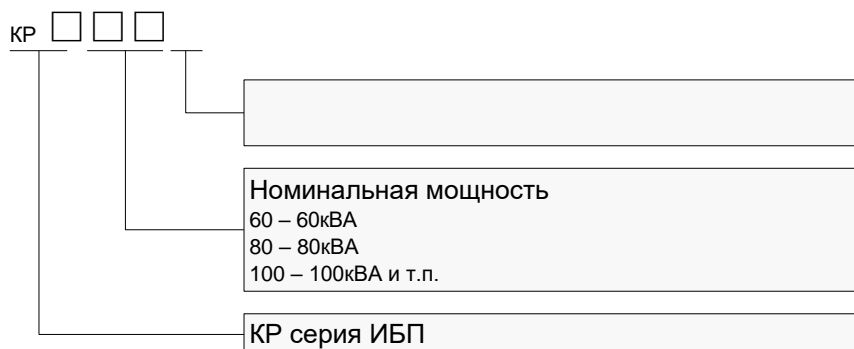 КР
Номинальная мощность
60 – 60кВА
80 – 80кВА
100 – 100кВА и т.п.
КР серия ИБП